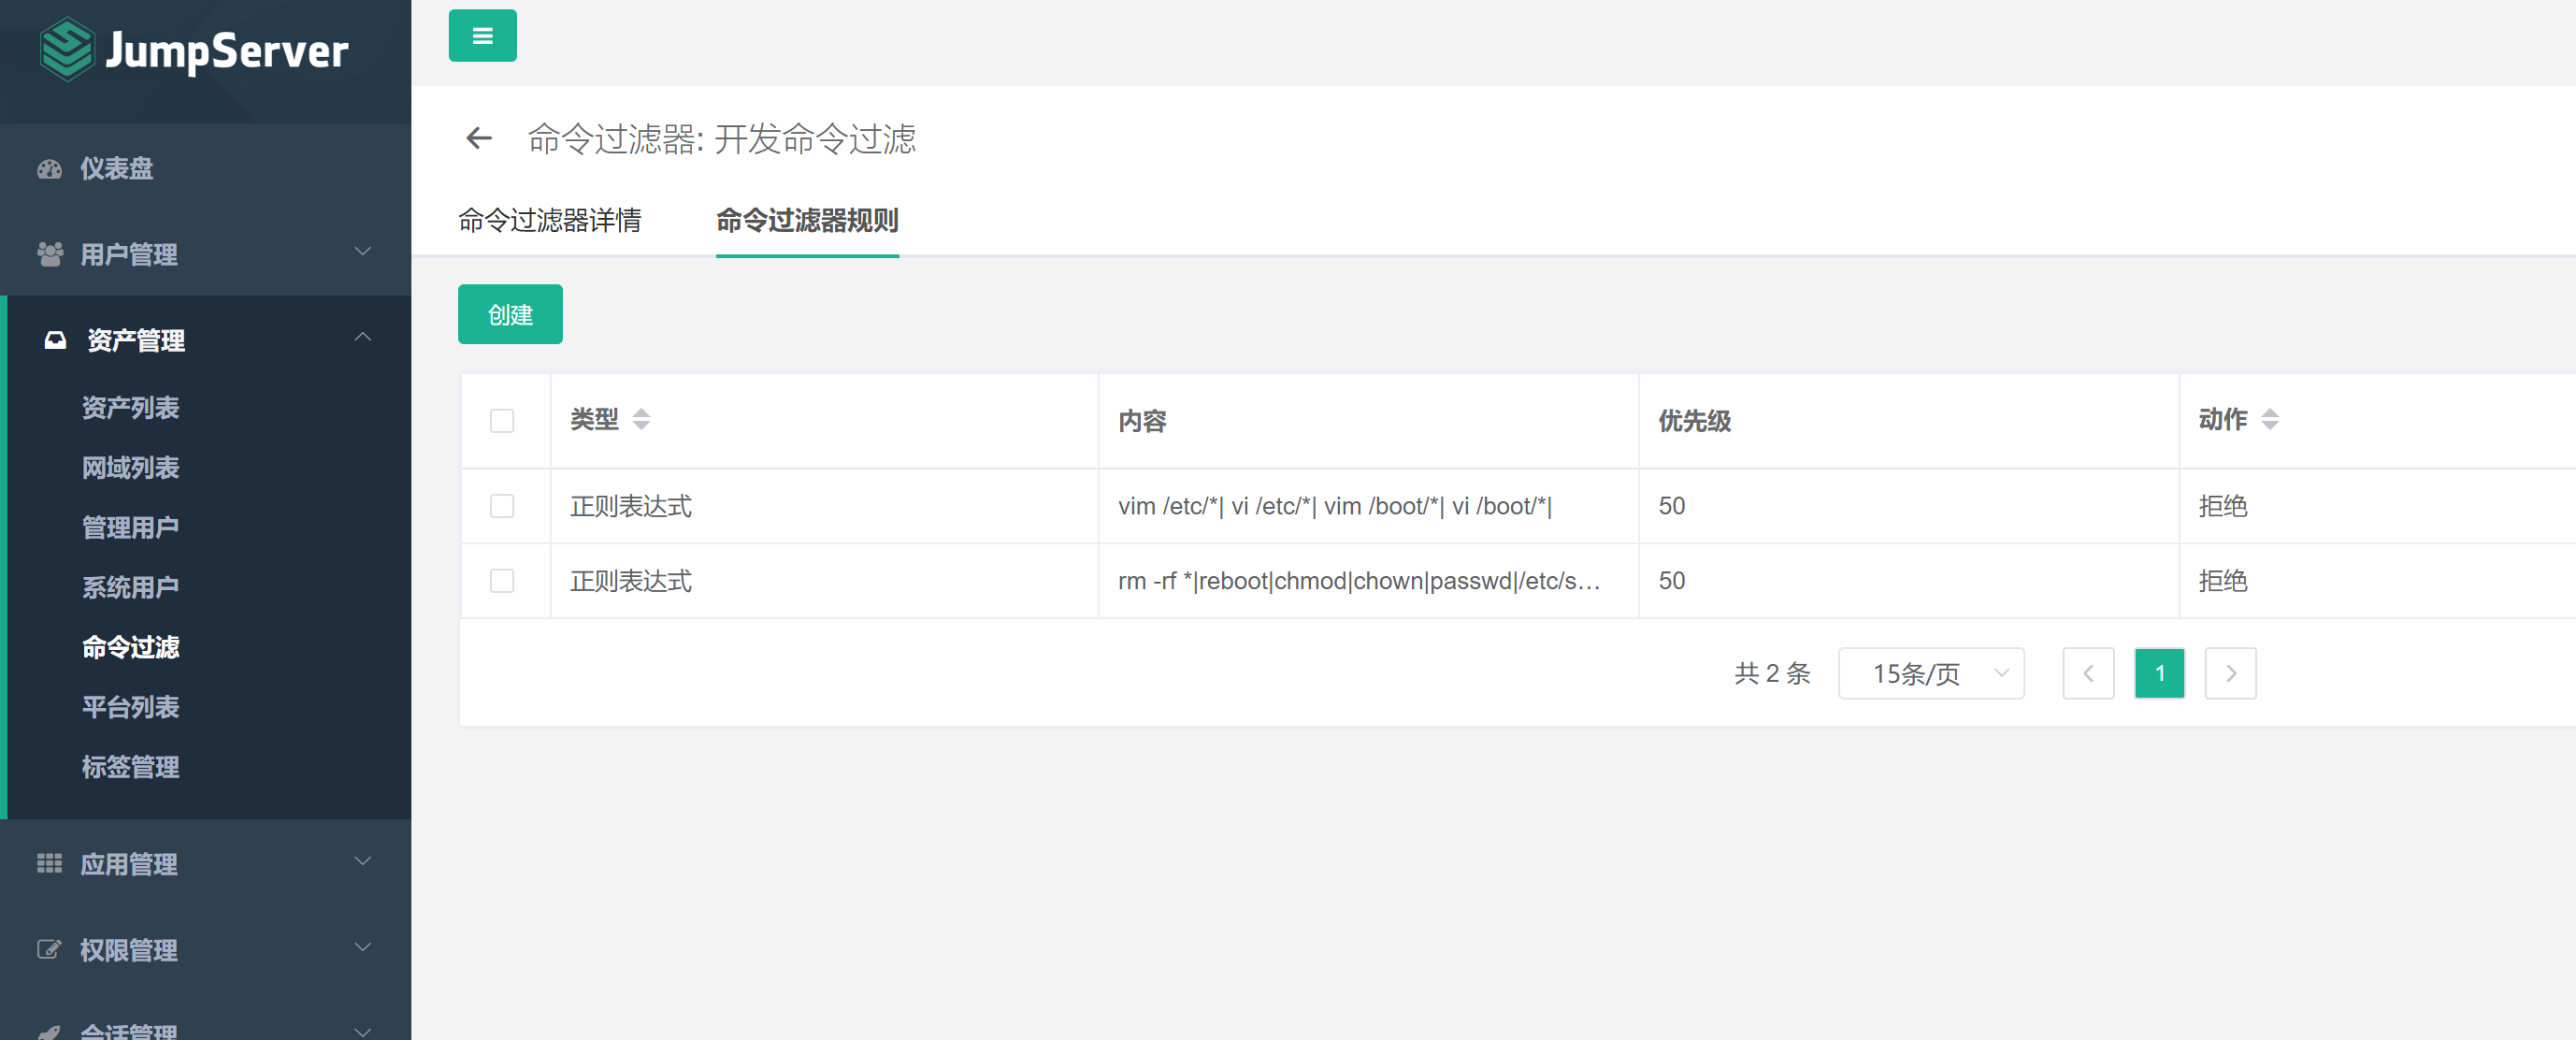 JumpServer
仪表盘
用户管理
资产管理
资产列表
网域列表
管理用户
系统用户
命令过滤
平台列表
标签管理
应用管理
权限管理
会话管理
命令过滤器: 开发命令过滤
命令过滤器详情 命令过滤器规则
创建
类型 内容 优先级 动作
正则表达式 vim /etc/*| vi /etc/*| vim /boot/*| vi /boot/*| 50 拒绝
正则表达式 rm -rf *|reboot|chmod|chown|passwd|/etc/s... 50 拒绝
共 2 条 15条/页 1